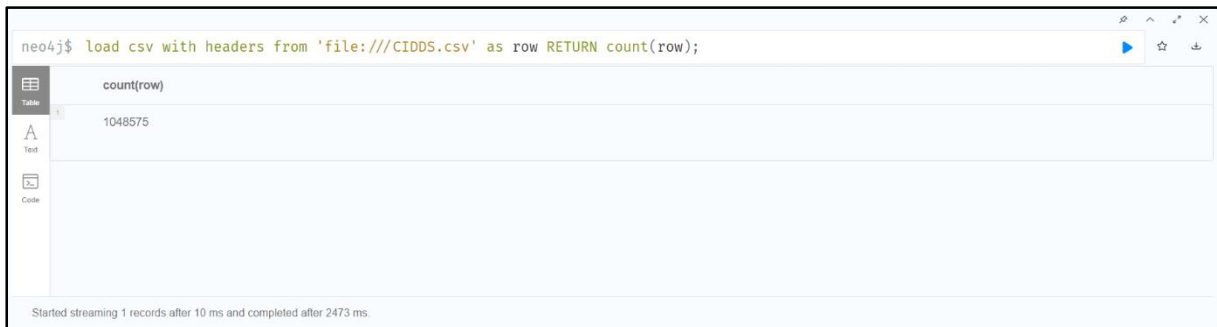 neo4j$ load csv with headers from 'file:///CIDDS.csv' as row RETURN count(row);
Table
count(row)
1
1048575
A
Text
Code
Started streaming 1 records after 10 ms and completed after 2473 ms.